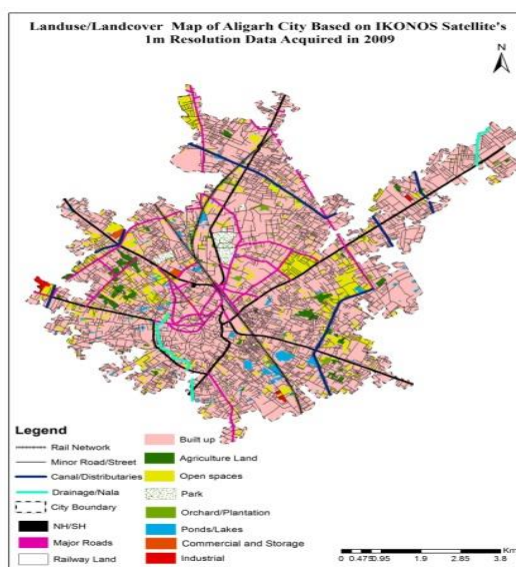 Landuse/Landcover Map of Aligarh City Based on IKONOS Satellite's
1m Resolution Data Acquired in 2009
N
Legend
Rail Network
Minor Road/Street
Canal/Distributaries
Drainage/Nala
City Boundary
NH/SH
Major Roads
Railway Land
Built up
Agriculture Land
Open spaces
Park
Orchard/Plantation
Ponds/Lakes
Commercial and Storage
Industrial
Km
0 0.475 0.95 1.9 2.85 3.8